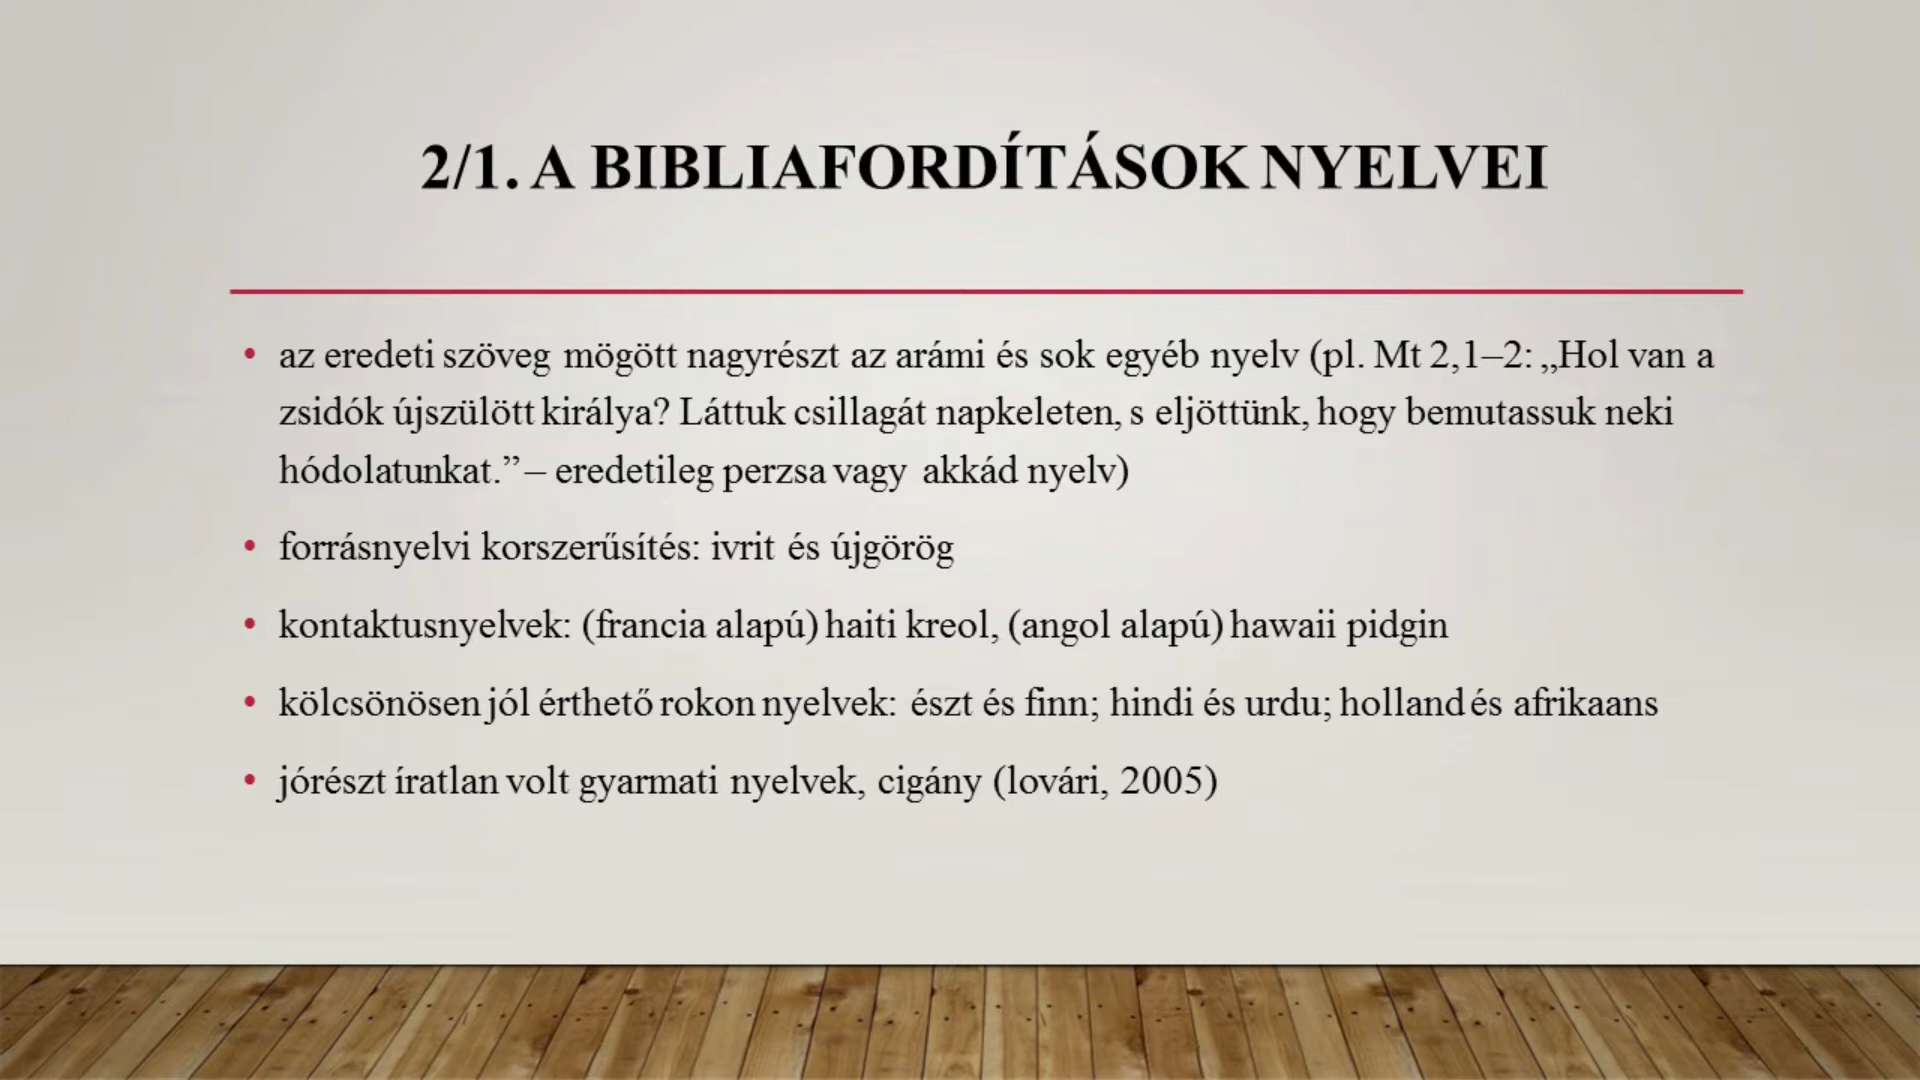 2/1. A BIBLIAFORDÍTÁSOK NYELVEI
• az eredeti szöveg mögött nagyrészt az arámi és sok egyéb nyelv (pl. Mt 2,1–2: „Hol van a
zsidók újszülött királya? Láttuk csillagát napkeleten, s eljöttünk, hogy bemutassuk neki
hódolatunkat.” – eredetileg perzsa vagy akkád nyelv)
• forrásnyelvi korszerűsítés: ivrit és újgörög
• kontaktusnyelvek: (francia alapú) haiti kreol, (angol alapú) hawaii pidgin
• kölcsönösen jól érthető rokon nyelvek: észt és finn; hindi és urdu; holland és afrikaans
• jórészt íratlan volt gyarmati nyelvek, cigány (lovári, 2005)